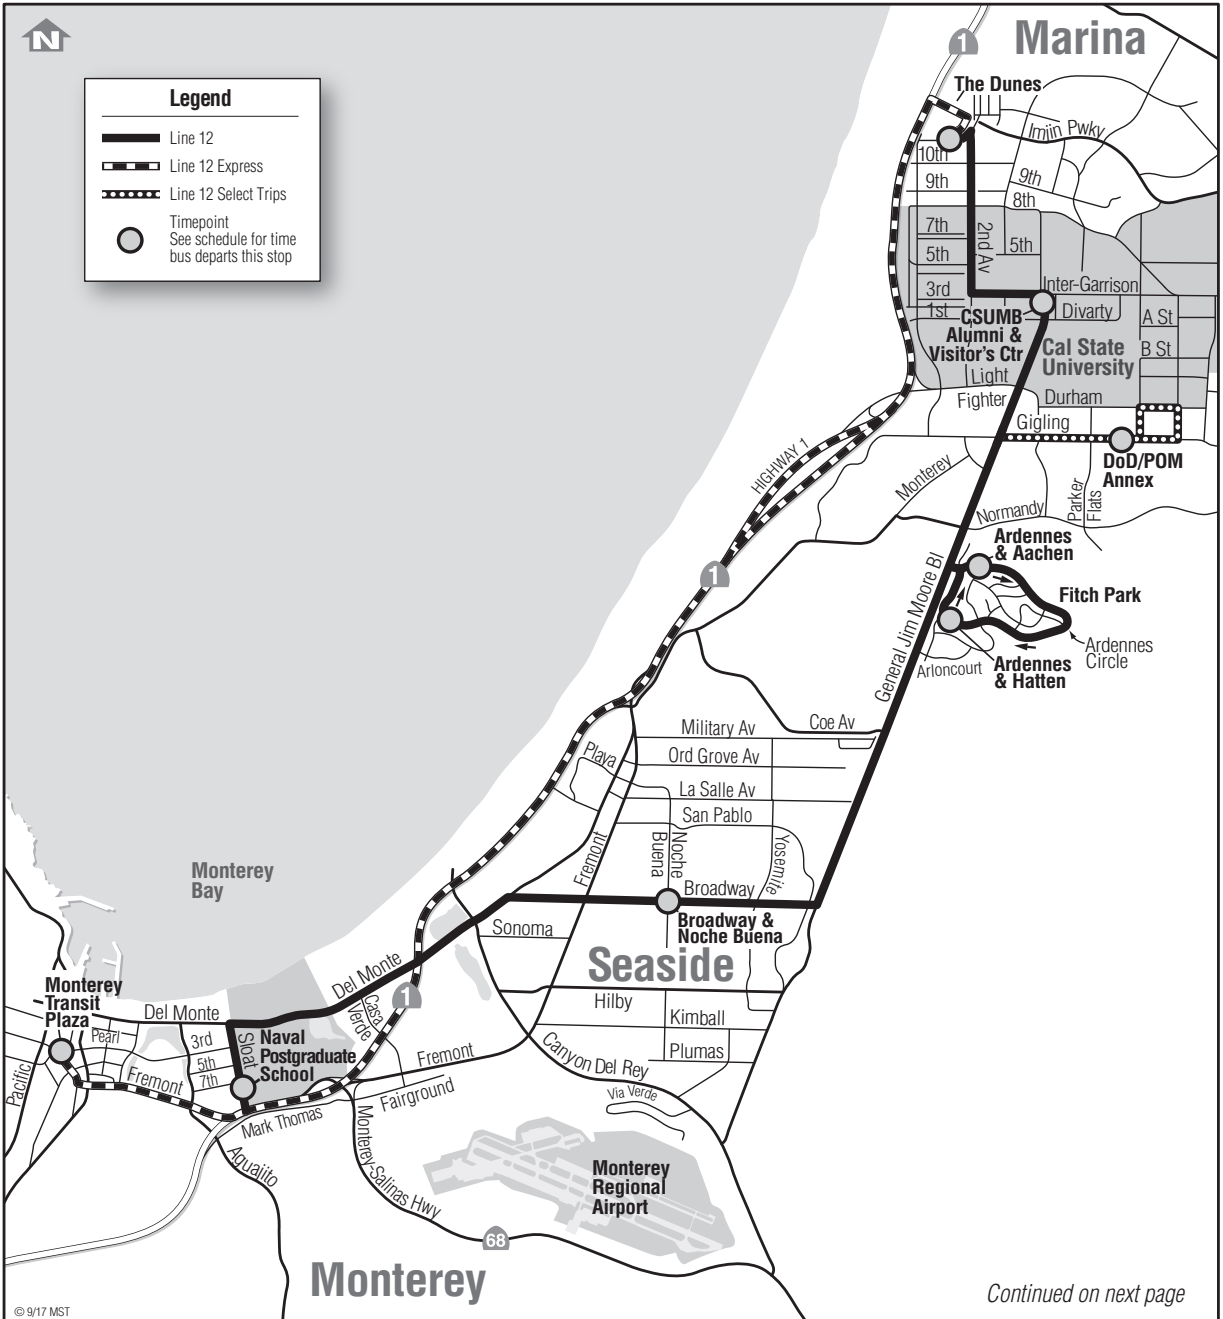 N
1
Marina
The Dunes
Imjin Pwky
Legend
Line 12
Line 12 Express
Line 12 Select Trips
Timepoint
See schedule for time
bus departs this stop
10th
9th
9th
8th
7th
2nd Av
5th
5th
Inter-Garrison
3rd
1st
Divarty
A St
CSUMB
Alumni &
Visitor's Ctr
Cal State
University
B St
Light
Fighter
Durham
Gigling
HIGHWAY 1
DoD/POM
Annex
Monterey
Parker
Flats
Normandy
Ardennes
& Aachen
1
General Jim Moore Bl
Fitch Park
Ardennes
Circle
Arloncourt
Ardennes
& Hatten
Military Av
Coe Av
Playa
Ord Grove Av
La Salle Av
San Pablo
Fremont
Noche
Buena
Yosemite
Monterey
Bay
Broadway
Broadway &
Noche Buena
Sonoma
Seaside
Del Monte
Monterey
Transit
Plaza
1
Casa
Verde
Hilby
Del Monte
Kimball
Pearl
3rd
Sloat
Naval
Postgraduate
School
Plumas
5th
7th
Fremont
Fremont
Canyon Del Rey
Pacific
Fairground
Via Verde
Mark Thomas
Monterey-Salinas Hwy
Aguajito
Monterey
Regional
Airport
68
Monterey
Continued on next page
© 9/17 MST